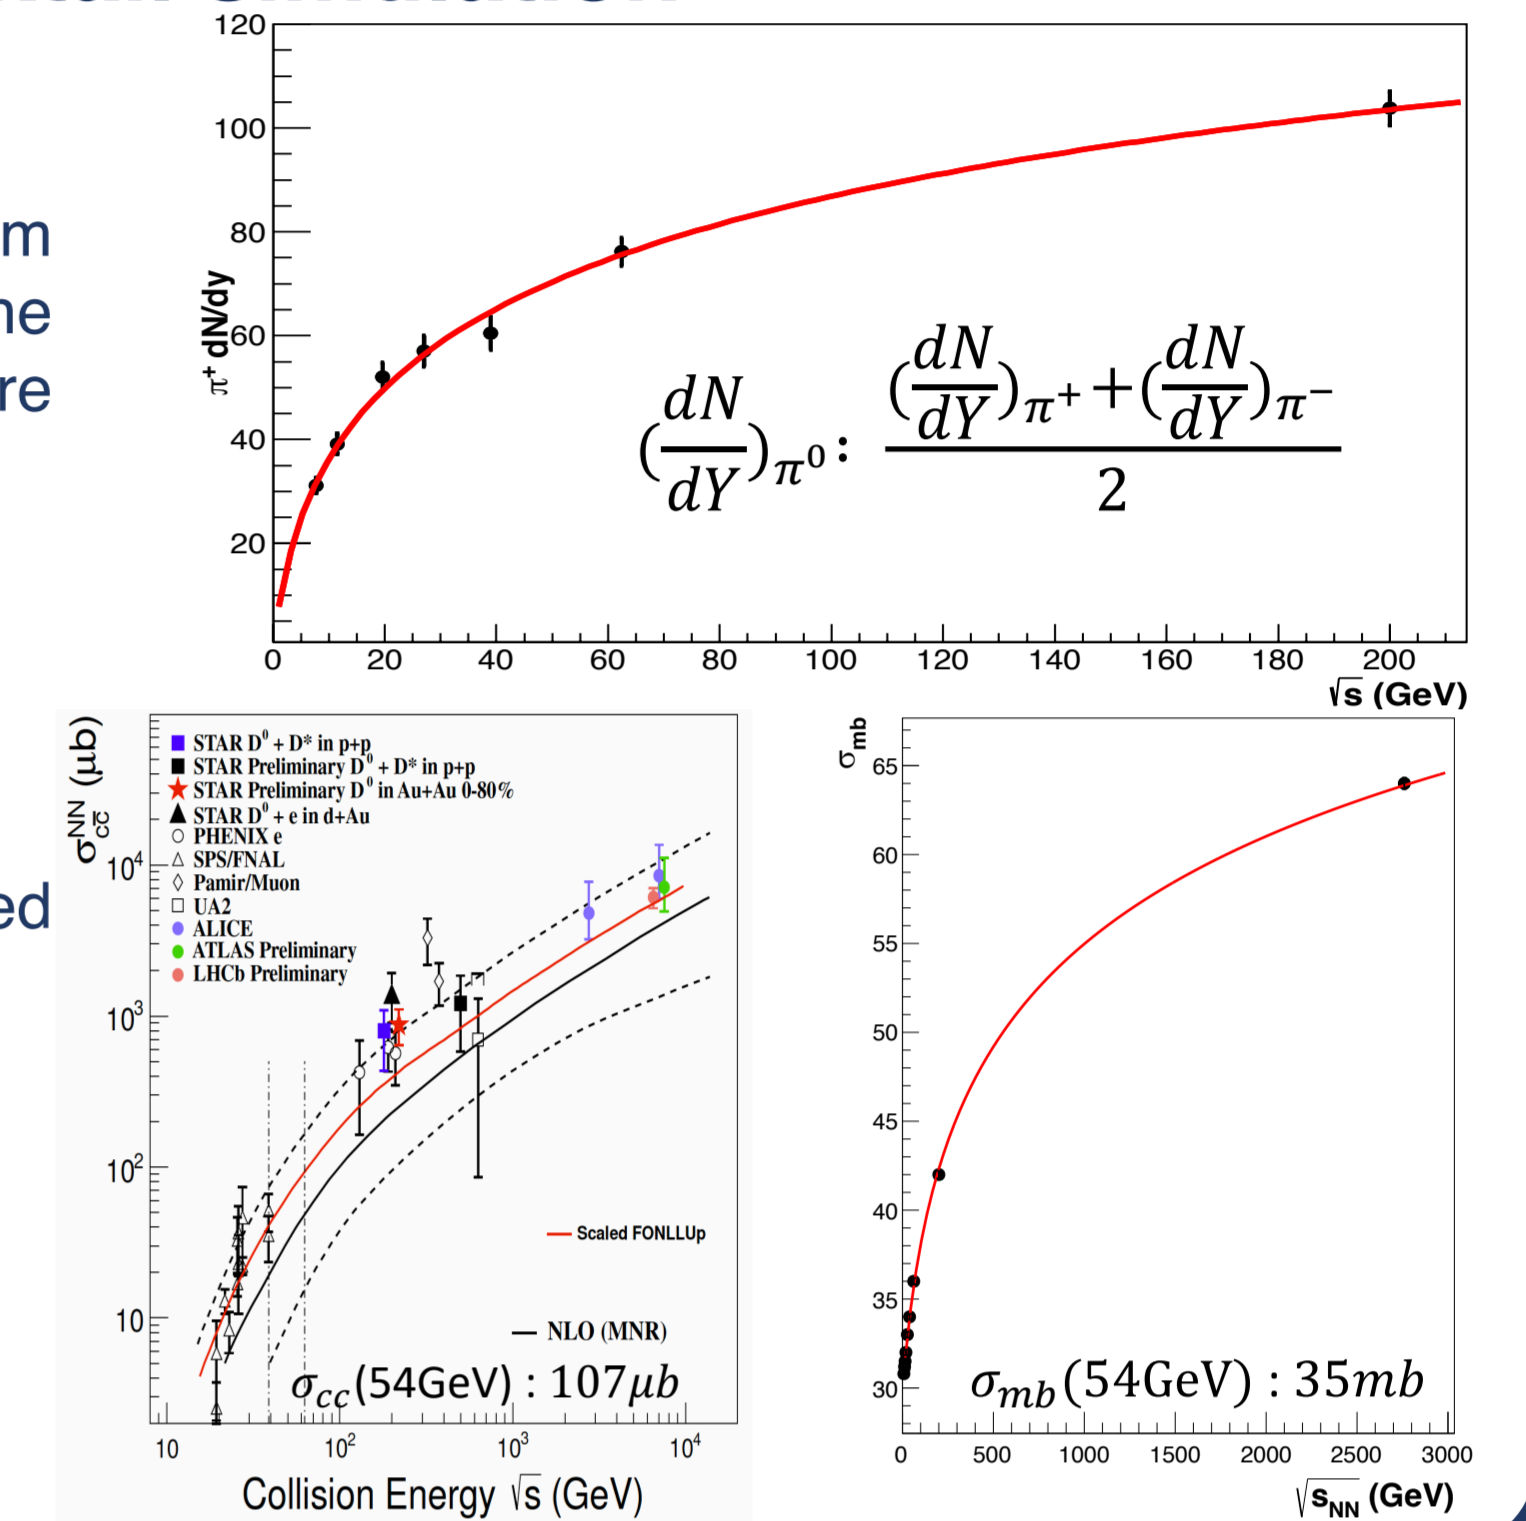 120
100
80
60
40
20
π⁺ dN/dy
(dN/dY)π⁰ : ((dN/dY)π⁺ + (dN/dY)π⁻) / 2
0 20 40 60 80 100 120 140 160 180 200
√s (GeV)
m
ne
re
ed
σ^NN_cc̅ (μb)
STAR D⁰ + D* in p+p
STAR Preliminary D⁰ + D* in p+p
STAR Preliminary D⁰ in Au+Au 0-80%
STAR D⁰ + e in d+Au
PHENIX e
SPS/FNAL
Pamir/Muon
UA2
ALICE
ATLAS Preliminary
LHCb Preliminary
10⁴
10³
10²
10
Scaled FONLLUp
NLO (MNR)
σcc(54GeV) : 107μb
10 10² 10³ 10⁴
Collision Energy √s (GeV)
σmb
65
60
55
50
45
40
35
30
σmb(54GeV) : 35mb
0 500 1000 1500 2000 2500 3000
√sNN (GeV)